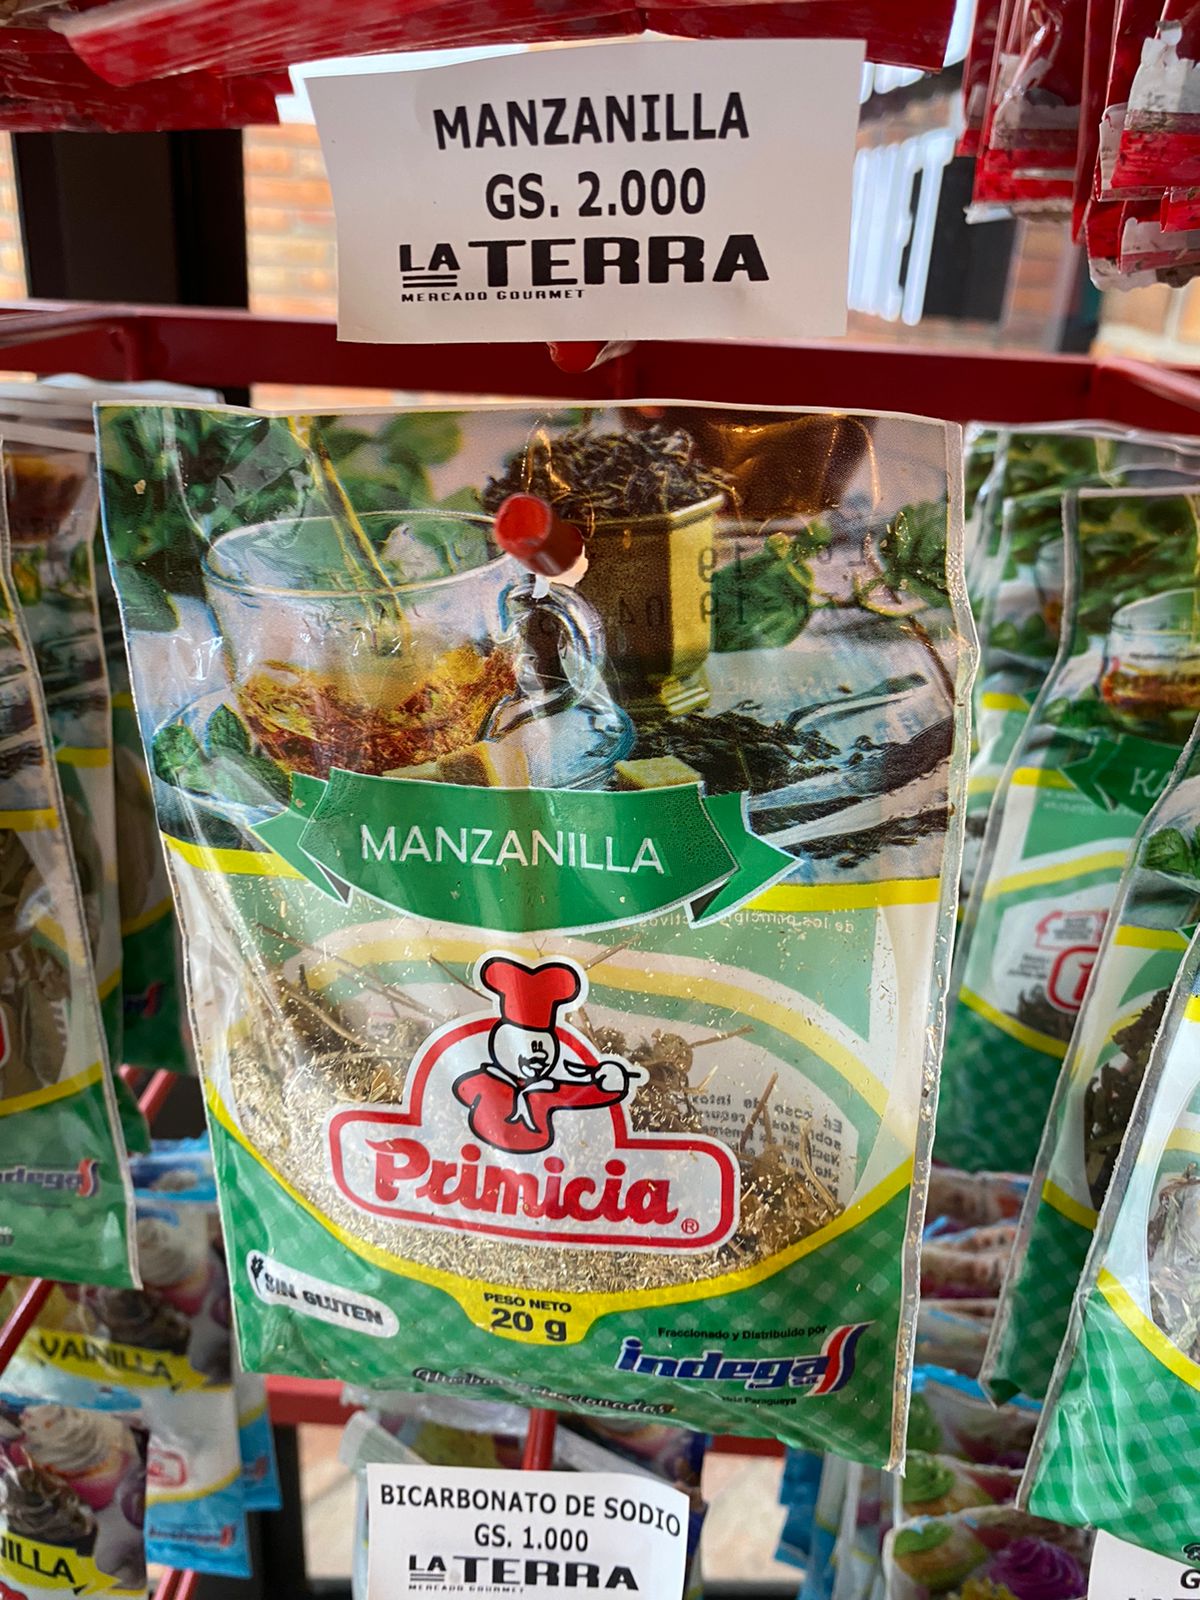 MANZANILLA
GS. 2.000
LA TERRA
MERCADO GOURMET
MANZANILLA
Primicia®
SIN GLUTEN
PESO NETO
20 g
Fraccionado y Distribuido por
indega
VAINILLA
BICARBONATO DE SODIO
GS. 1.000
LA TERRA
MERCADO GOURMET